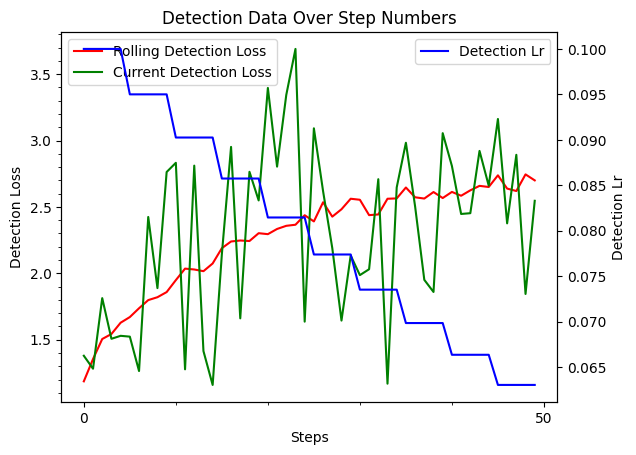 Detection Data Over Step Numbers
Rolling Detection Loss
Current Detection Loss
Detection Lr
3.5
3.0
2.5
2.0
1.5
Detection Loss
0.100
0.095
0.090
0.085
0.080
0.075
0.070
0.065
Detection Lr
0
50
Steps